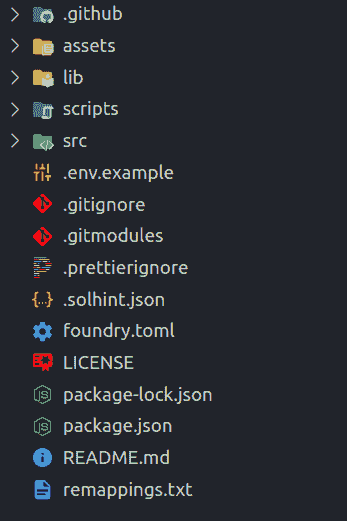 .github
assets
lib
scripts
src
.env.example
.gitignore
.gitmodules
.prettierignore
.solhint.json
foundry.toml
LICENSE
package-lock.json
package.json
README.md
remappings.txt